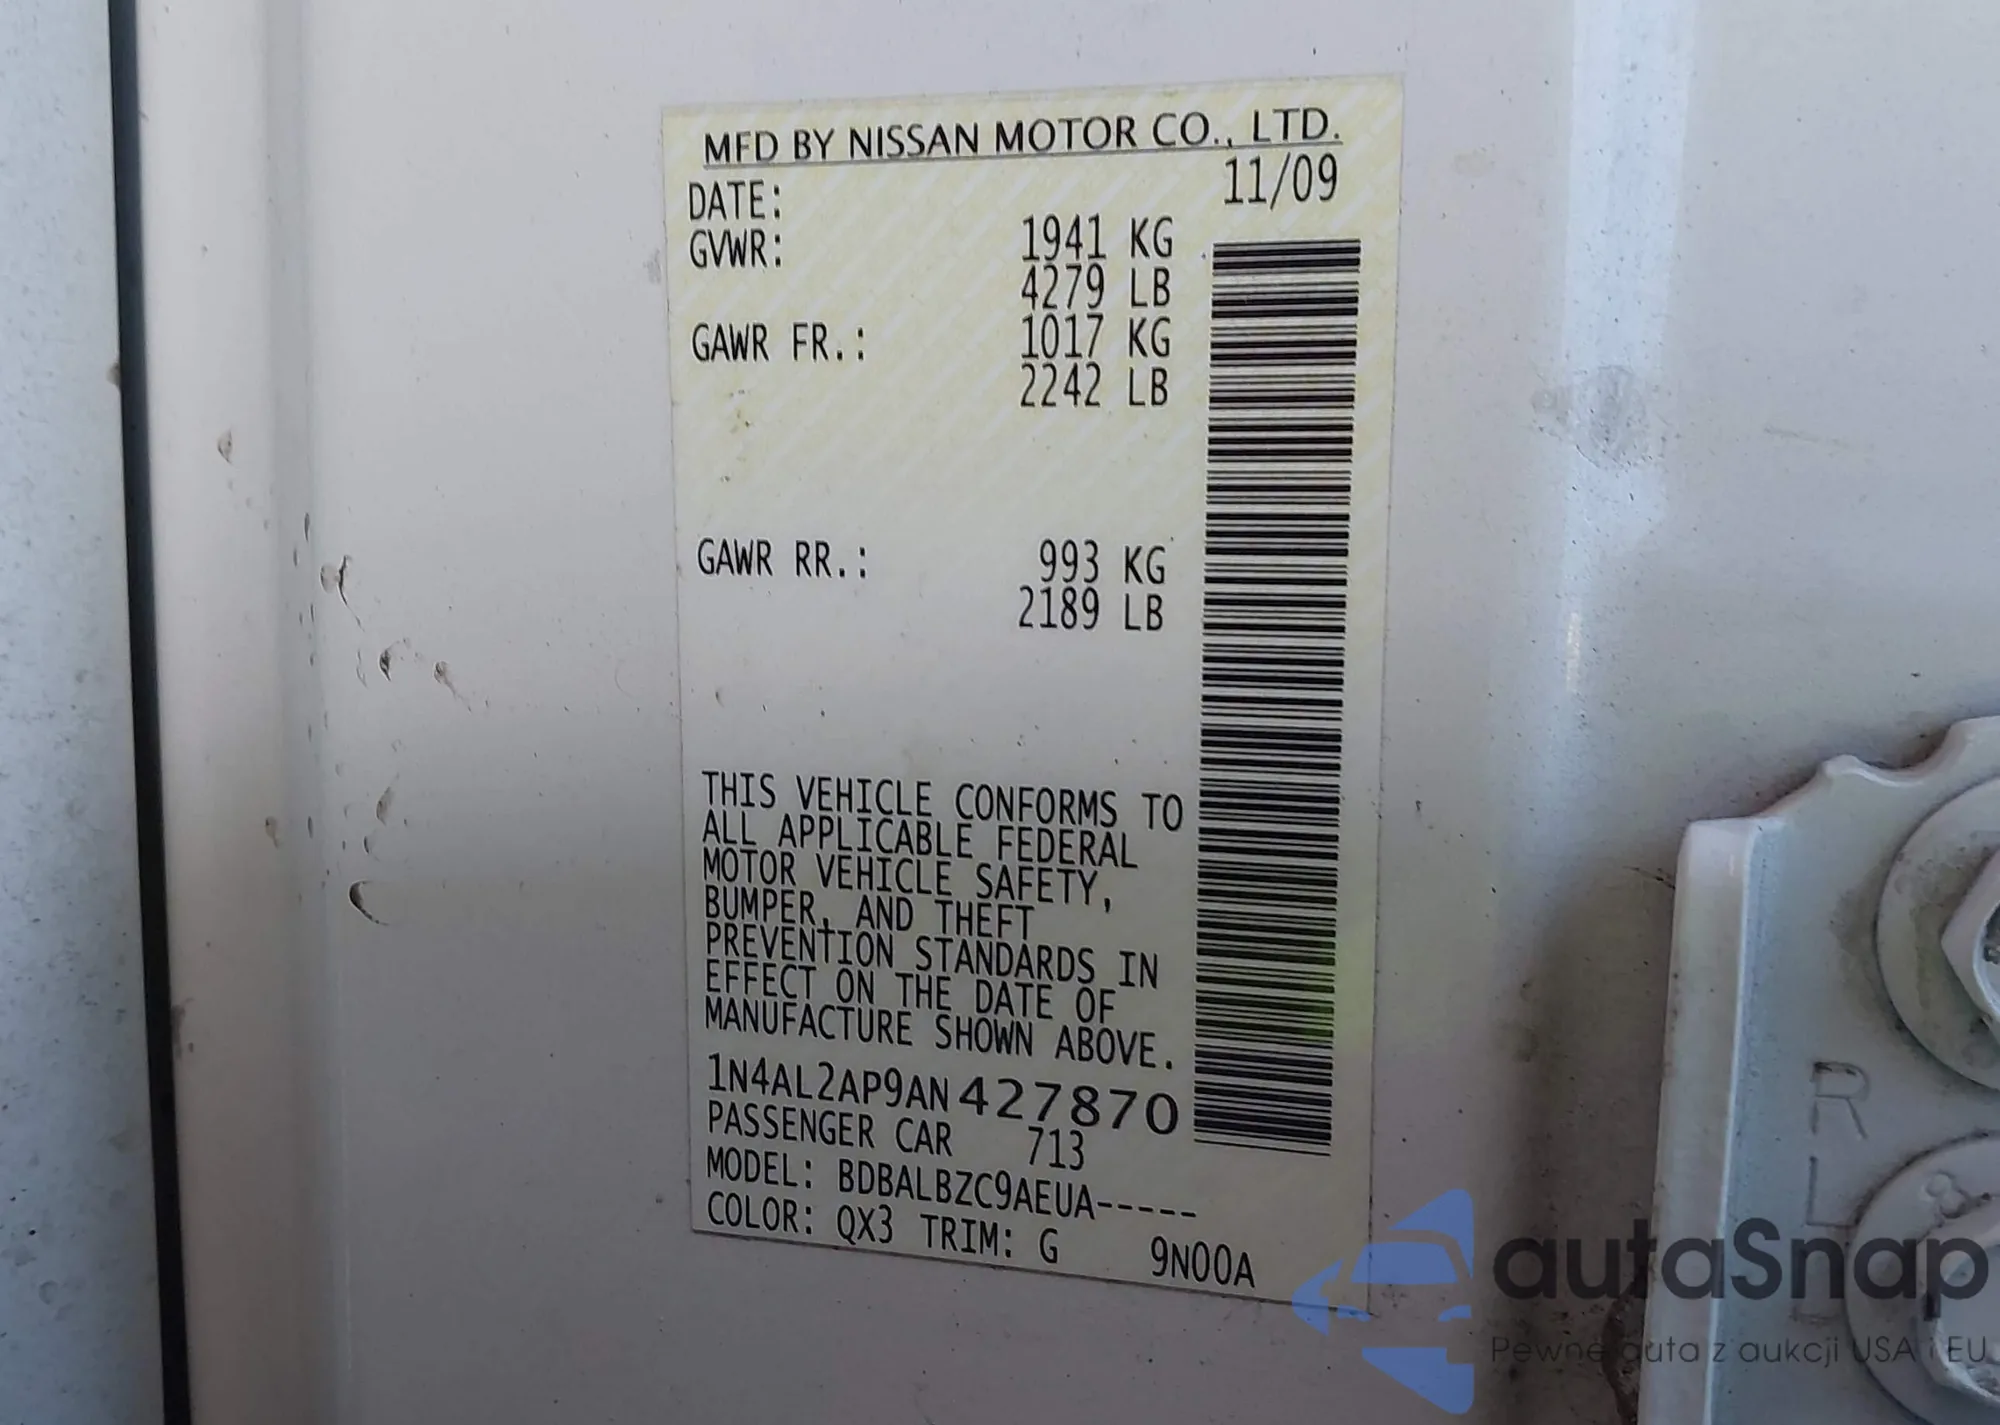 MFD BY NISSAN MOTOR CO., LTD.
DATE: 11/09
GVWR: 1941 KG
4279 LB
GAWR FR.: 1017 KG
2242 LB
GAWR RR.: 993 KG
2189 LB
THIS VEHICLE CONFORMS TO
ALL APPLICABLE FEDERAL
MOTOR VEHICLE SAFETY,
BUMPER, AND THEFT
PREVENTION STANDARDS IN
EFFECT ON THE DATE OF
MANUFACTURE SHOWN ABOVE.
1N4AL2AP9AN427870
PASSENGER CAR 713
MODEL: BDBALBZC9AEUA-----
COLOR: QX3 TRIM: G 9N00A
R
L
8
autaSnap
Pewne auta z aukcji USA i EU